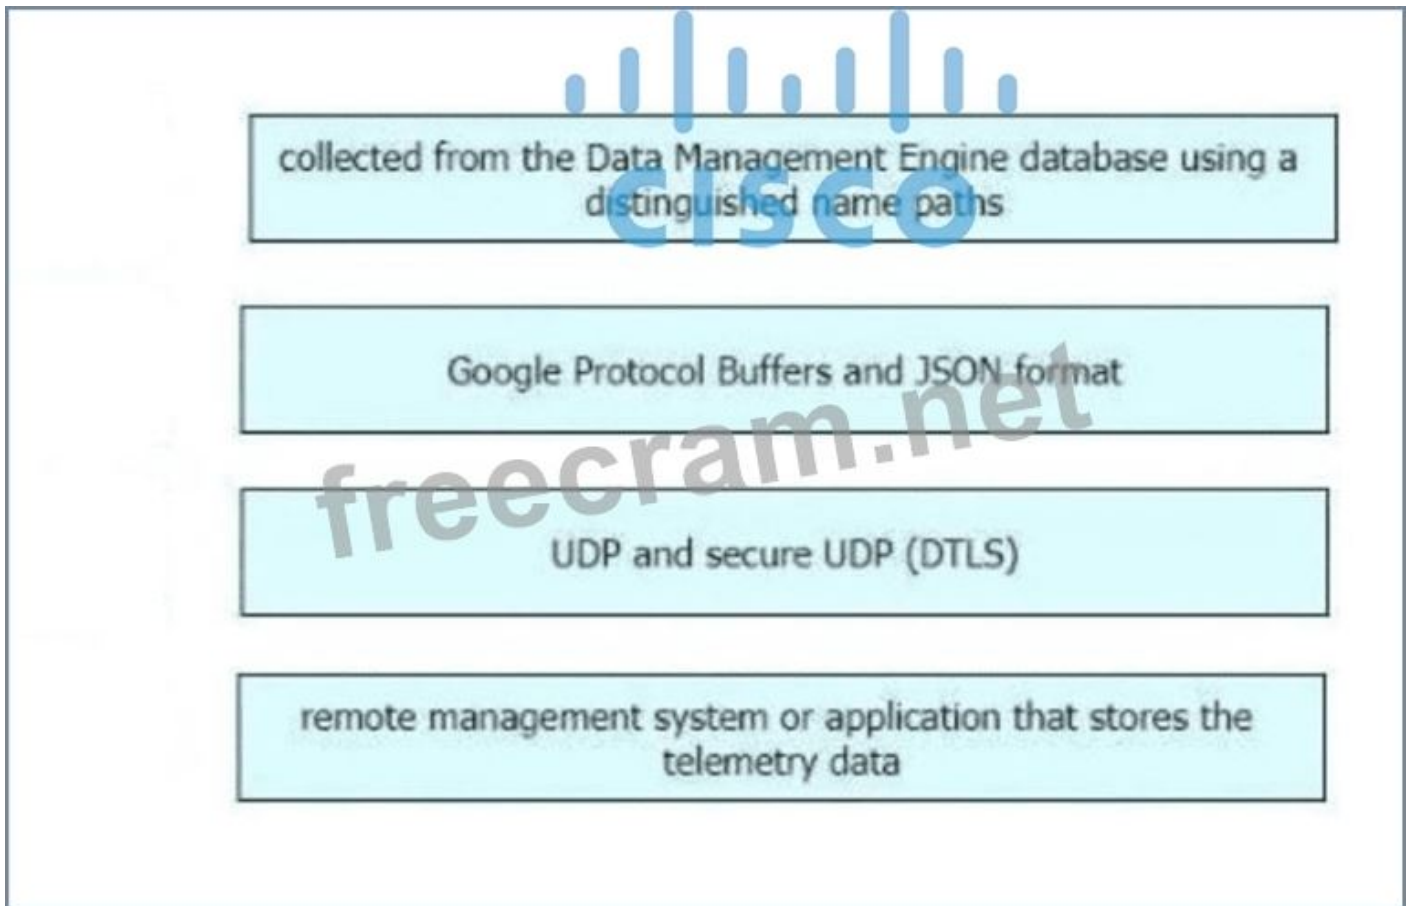 CISCO
collected from the Data Management Engine database using a
distinguished name paths
Google Protocol Buffers and JSON format
freecram.net
UDP and secure UDP (DTLS)
remote management system or application that stores the
telemetry data